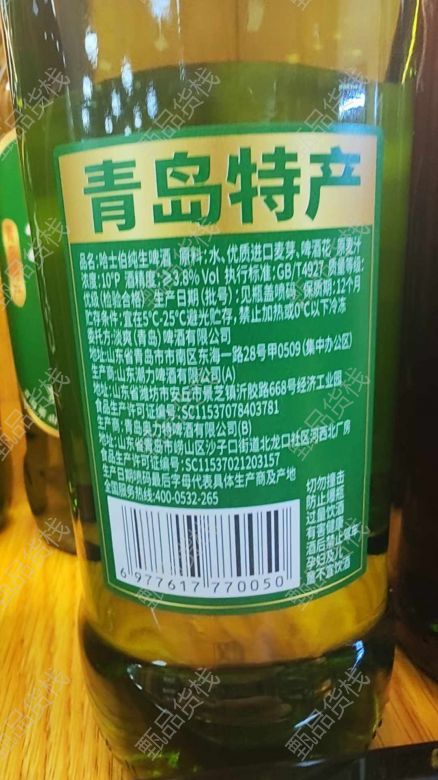 青岛特产
品名:哈士伯纯生啤酒 原料:水、优质进口麦芽、啤酒花、原麦汁
浓度:10°P 酒精度:≥3.8% Vol 执行标准:GB/T4927 质量等级:
优级(检验合格) 生产日期(批号):见瓶盖喷码 保质期:12个月
贮存条件:宜在5℃-25℃避光贮存,禁止加热或0℃以下冷冻
委托方:淡爽(青岛)啤酒有限公司
地址:山东省青岛市市南区东海一路28号甲0509(集中办公区)
生产商:山东潮力啤酒有限公司(A)
地址:山东省潍坊市安丘市景芝镇沂胶路668号经济工业园
食品生产许可证编号:SC11537078403781
生产商:青岛奥力特啤酒有限公司(B)
地址:山东省青岛市崂山区沙子口街道北龙口社区河西北厂房
食品生产许可证编号:SC11537021203157
生产日期喷码最后字母代表具体生产商及产地
全国服务热线:400-0532-265
切勿撞击
防止爆瓶
过量饮酒
有害健康
酒后禁止驾车
孕妇及儿
童不宜饮酒
6 977617 770050
甄品货栈